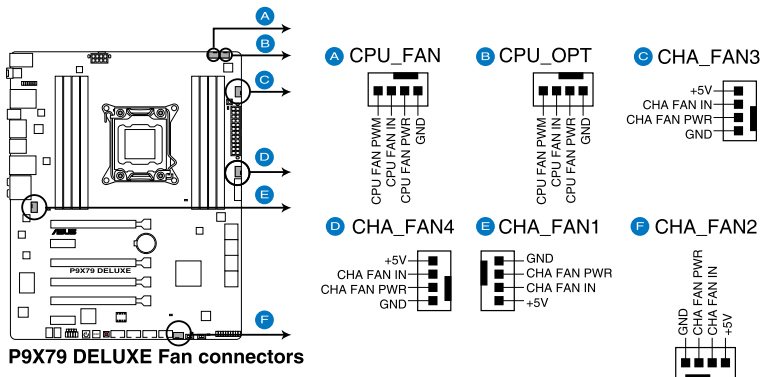 A
B
C
D
E
F
ASUS
P9X79 DELUXE
P9X79 DELUXE Fan connectors
A CPU_FAN
CPU FAN PWM
CPU FAN IN
CPU FAN PWR
GND
B CPU_OPT
CPU FAN PWM
CPU FAN IN
CPU FAN PWR
GND
C CHA_FAN3
+5V
CHA FAN IN
CHA FAN PWR
GND
D CHA_FAN4
+5V
CHA FAN IN
CHA FAN PWR
GND
E CHA_FAN1
GND
CHA FAN PWR
CHA FAN IN
+5V
F CHA_FAN2
GND
CHA FAN PWR
CHA FAN IN
+5V